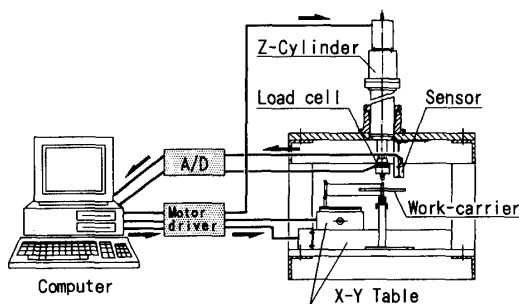 Z-Cylinder
Load cell
Sensor
A/D
Motor
driver
Work-carrier
Computer
X-Y Table